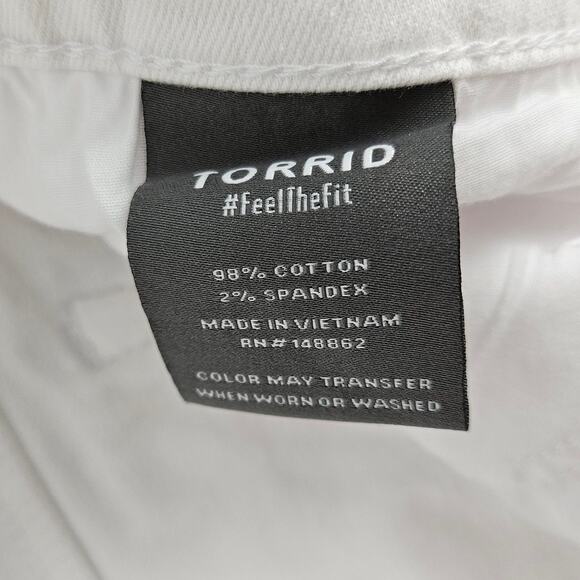 TORRID
#FeelTheFit
98% COTTON
2% SPANDEX
MADE IN VIETNAM
RN# 148862
COLOR MAY TRANSFER
WHEN WORN OR WASHED